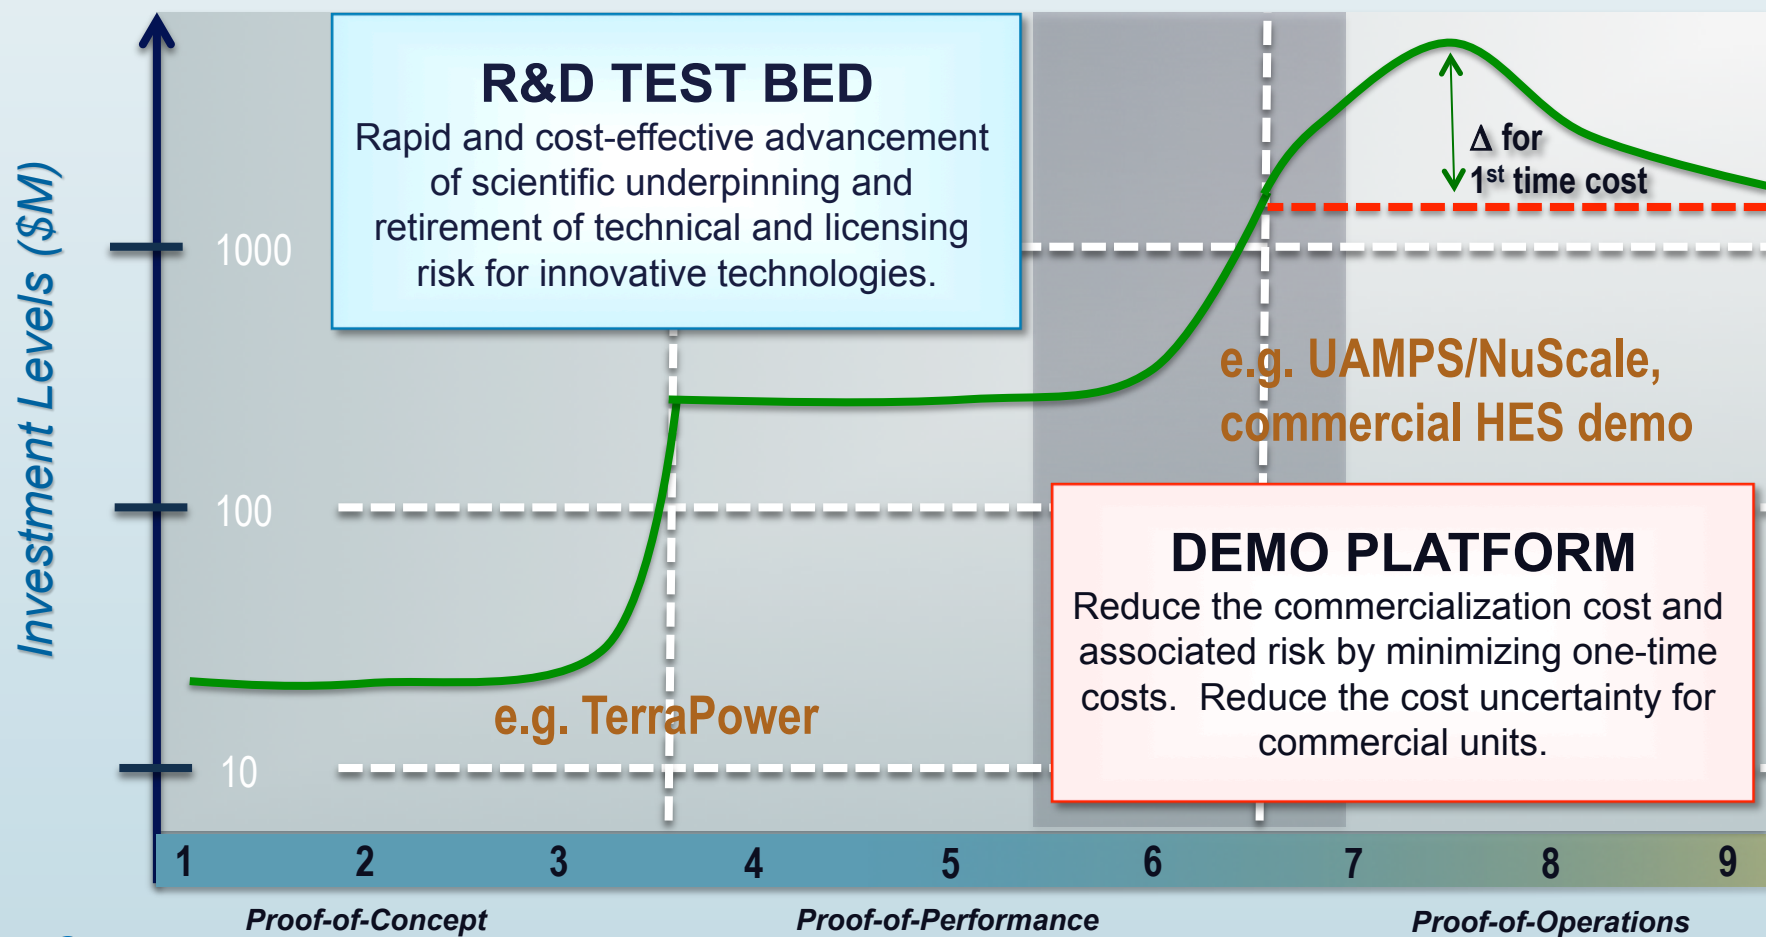 R&D TEST BED
Rapid and cost-effective advancement
of scientific underpinning and
retirement of technical and licensing
risk for innovative technologies.
Δ for
1st time cost
Investment Levels ($M)
1000
100
10
e.g. UAMPS/NuScale,
commercial HES demo
e.g. TerraPower
DEMO PLATFORM
Reduce the commercialization cost and
associated risk by minimizing one-time
costs.  Reduce the cost uncertainty for
commercial units.
1 2 3 4 5 6 7 8 9
Proof-of-Concept Proof-of-Performance Proof-of-Operations